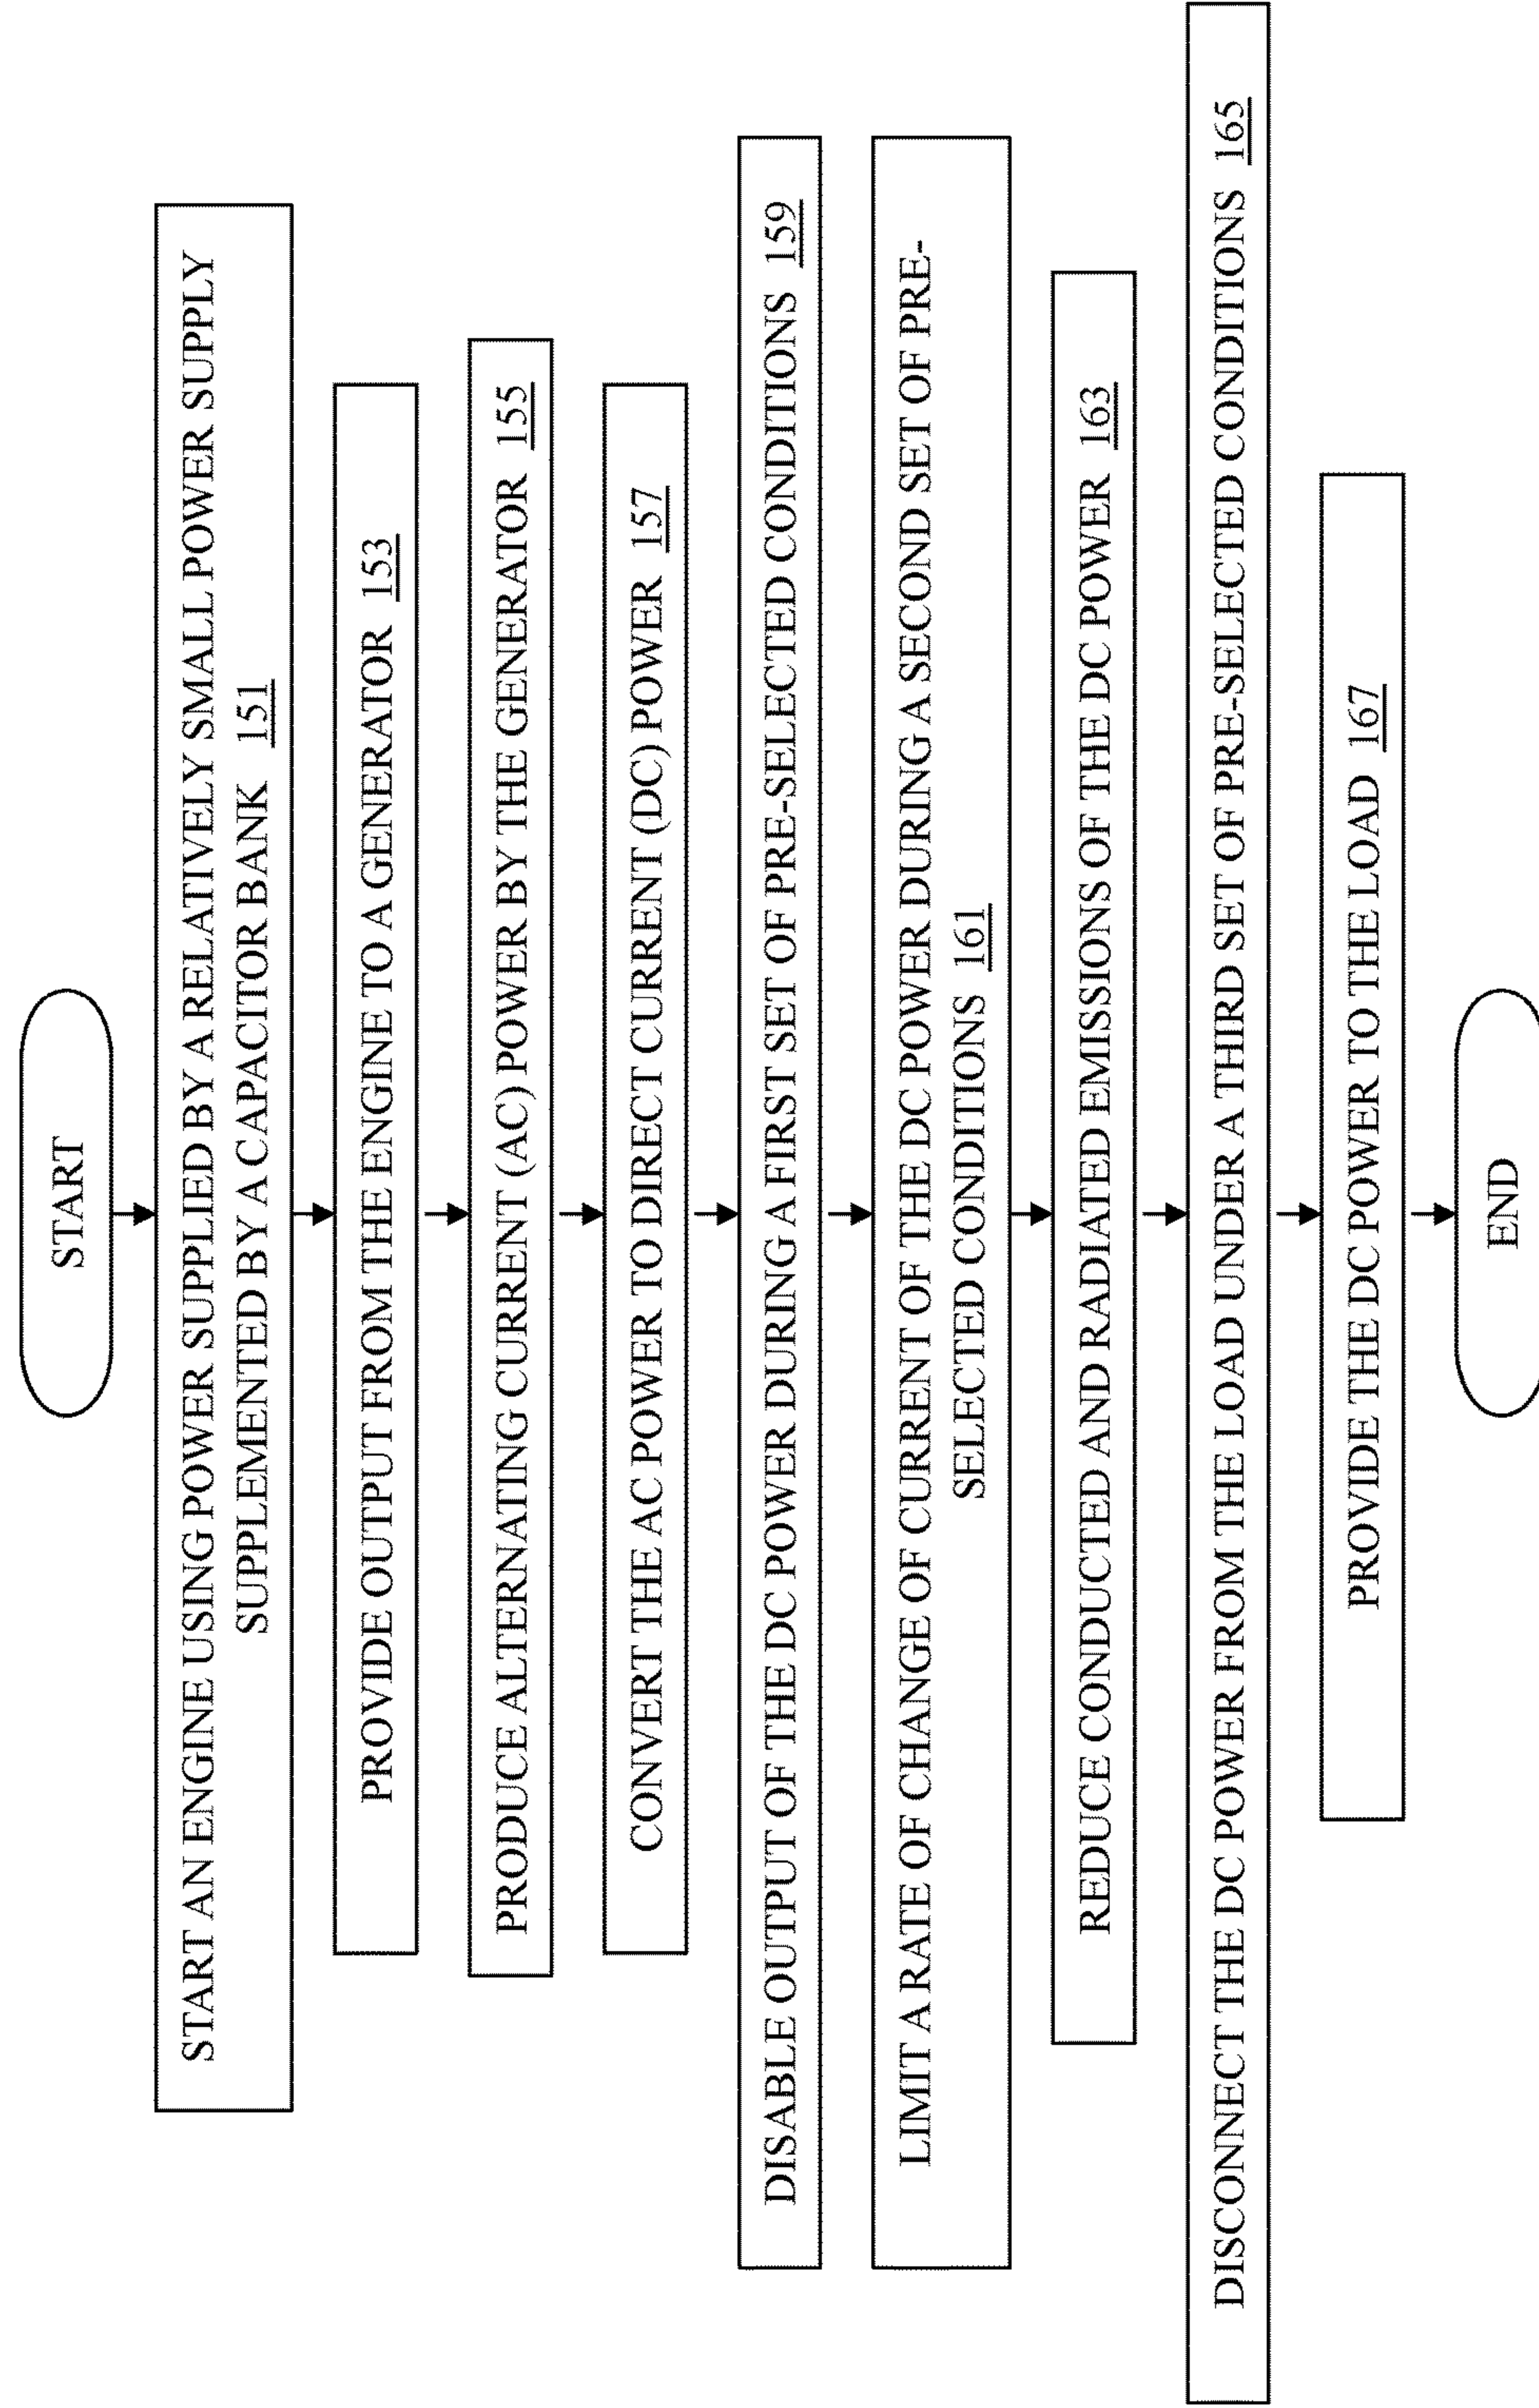 START
START AN ENGINE USING POWER SUPPLIED BY A RELATIVELY SMALL POWER SUPPLY
SUPPLEMENTED BY A CAPACITOR BANK 151
PROVIDE OUTPUT FROM THE ENGINE TO A GENERATOR 153
PRODUCE ALTERNATING CURRENT (AC) POWER BY THE GENERATOR 155
CONVERT THE AC POWER TO DIRECT CURRENT (DC) POWER 157
DISABLE OUTPUT OF THE DC POWER DURING A FIRST SET OF PRE-SELECTED CONDITIONS 159
LIMIT A RATE OF CHANGE OF CURRENT OF THE DC POWER DURING A SECOND SET OF PRE-
SELECTED CONDITIONS 161
REDUCE CONDUCTED AND RADIATED EMISSIONS OF THE DC POWER 163
DISCONNECT THE DC POWER FROM THE LOAD UNDER A THIRD SET OF PRE-SELECTED CONDITIONS 165
PROVIDE THE DC POWER TO THE LOAD 167
END